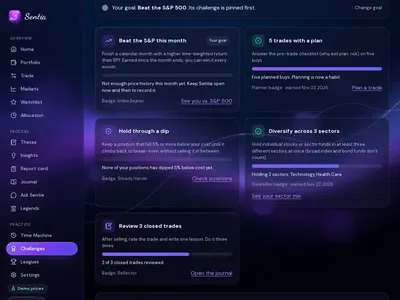 Sentia
Your goal: Beat the S&P 500. Its challenge is pinned first.
Change goal
OVERVIEW
Home
Portfolio
Trade
Markets
Watchlist
Allocation
PROCESS
Theses
Insights
Report card
Journal
Ask Sentia
Legends
PRACTICE
Time Machine
Challenges
Leagues
Settings
Demo prices
Beat the S&P this month
Your goal
Finish a calendar month with a higher time-weighted return
than SPY. Earned once the month ends, you can win it every
month.
Not enough price history this month yet. Keep Sentia open
now and then to record it.
Badge: Index Beater
See you vs. S&P 500
5 trades with a plan
Answer the pre-trade checklist (why, exit plan, risk) on five
buys.
Five planned buys. Planning is now a habit.
Planner badge · earned Nov 23, 2026
Plan a trade
Hold through a dip
Keep a position that fell 5% or more below your cost until it
climbs back to break-even, without selling in between.
None of your positions has dipped 5% below cost yet.
Badge: Steady Hands
Check positions
Diversify across 3 sectors
Hold individual stocks or sector funds in at least three
different sectors at once (broad index and bond funds don't
count).
Holding 2 sectors: Technology, Health Care.
See your sector mix
Review 3 closed trades
After selling, rate the trade and write one lesson. Do it three
times.
2 of 3 closed trades reviewed.
Badge: Reflector
Open the journal